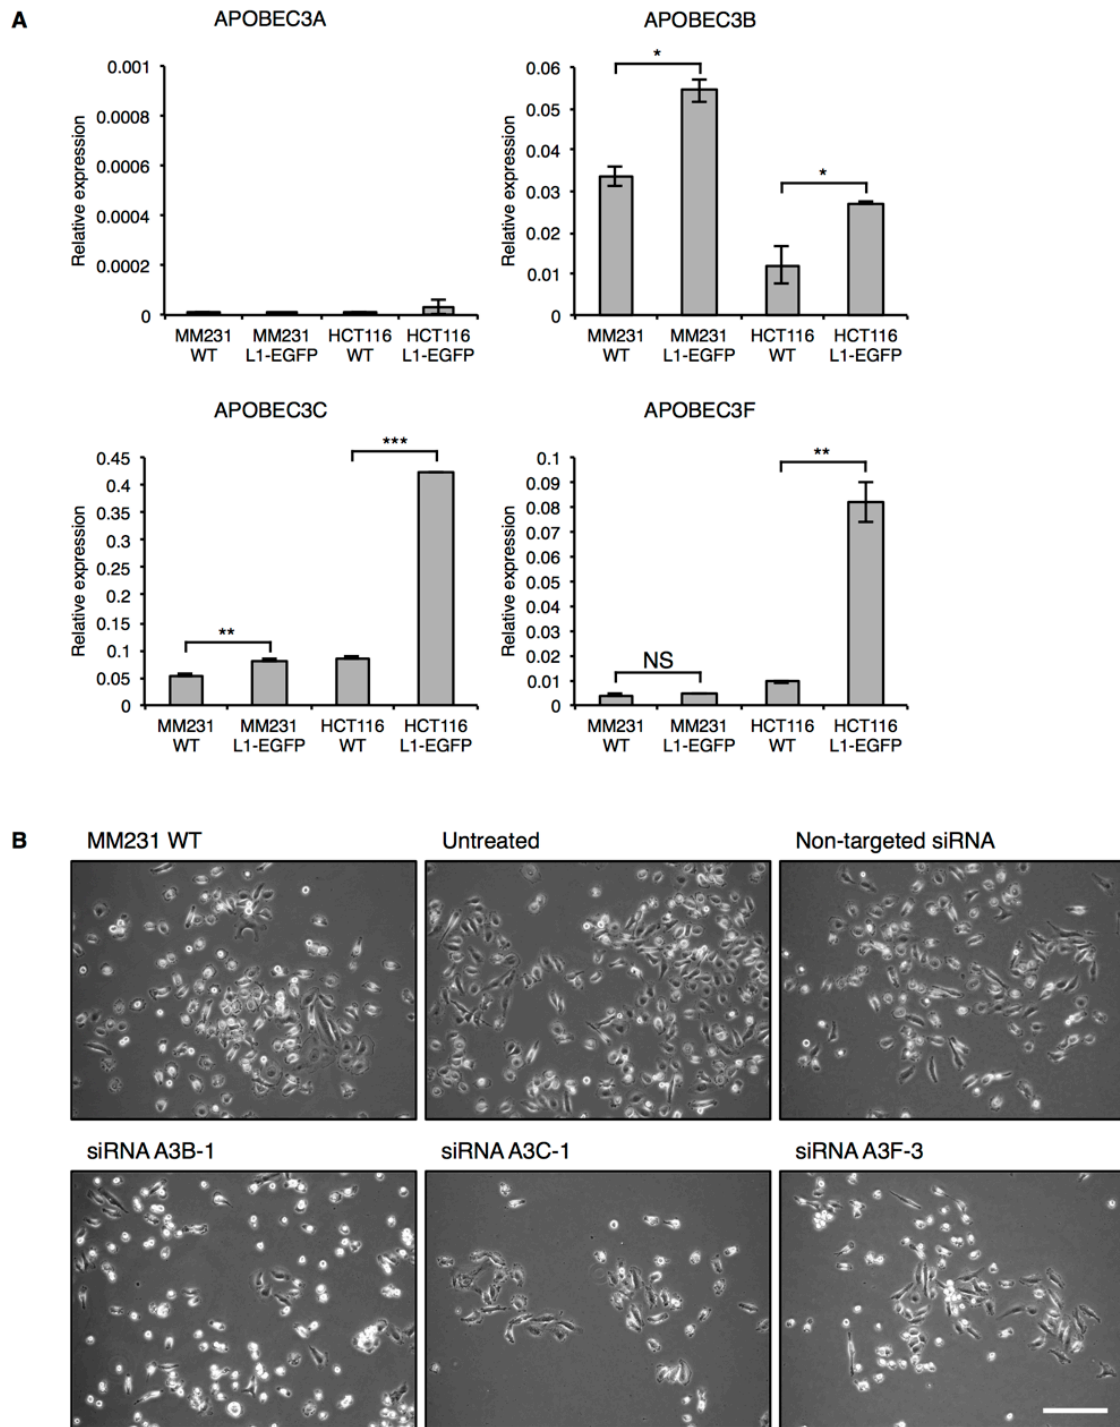 A
APOBEC3A
Relative expression
0.001
0.0008
0.0006
0.0004
0.0002
0
MM231
WT
MM231
L1-EGFP
HCT116
WT
HCT116
L1-EGFP
APOBEC3B
Relative expression
0.06
0.05
0.04
0.03
0.02
0.01
0
*
*
MM231
WT
MM231
L1-EGFP
HCT116
WT
HCT116
L1-EGFP
APOBEC3C
Relative expression
0.45
0.4
0.35
0.3
0.25
0.2
0.15
0.1
0.05
0
**
***
MM231
WT
MM231
L1-EGFP
HCT116
WT
HCT116
L1-EGFP
APOBEC3F
Relative expression
0.1
0.09
0.08
0.07
0.06
0.05
0.04
0.03
0.02
0.01
0
NS
**
MM231
WT
MM231
L1-EGFP
HCT116
WT
HCT116
L1-EGFP
B
MM231 WT
Untreated
Non-targeted siRNA
siRNA A3B-1
siRNA A3C-1
siRNA A3F-3